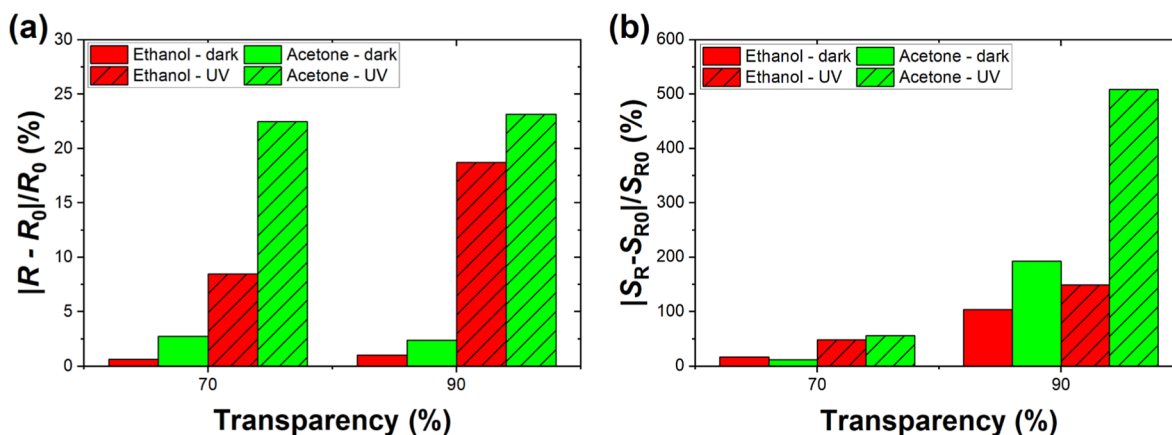 (a)
30
25
20
15
10
5
0
|R - R0|/R0 (%)
Ethanol - dark Acetone - dark
Ethanol - UV Acetone - UV
70 90
Transparency (%)
(b)
600
500
400
300
200
100
0
|SR-SR0|/SR0 (%)
Ethanol - dark Acetone - dark
Ethanol - UV Acetone - UV
70 90
Transparency (%)